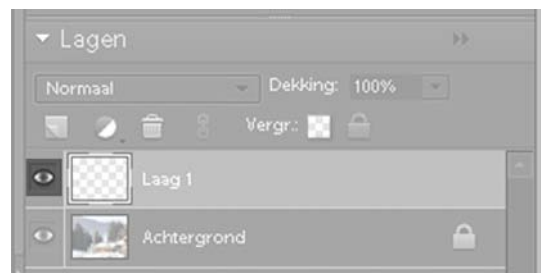 Lagen
Normaal Dekking: 100%
Vergr.:
Laag 1
Achtergrond